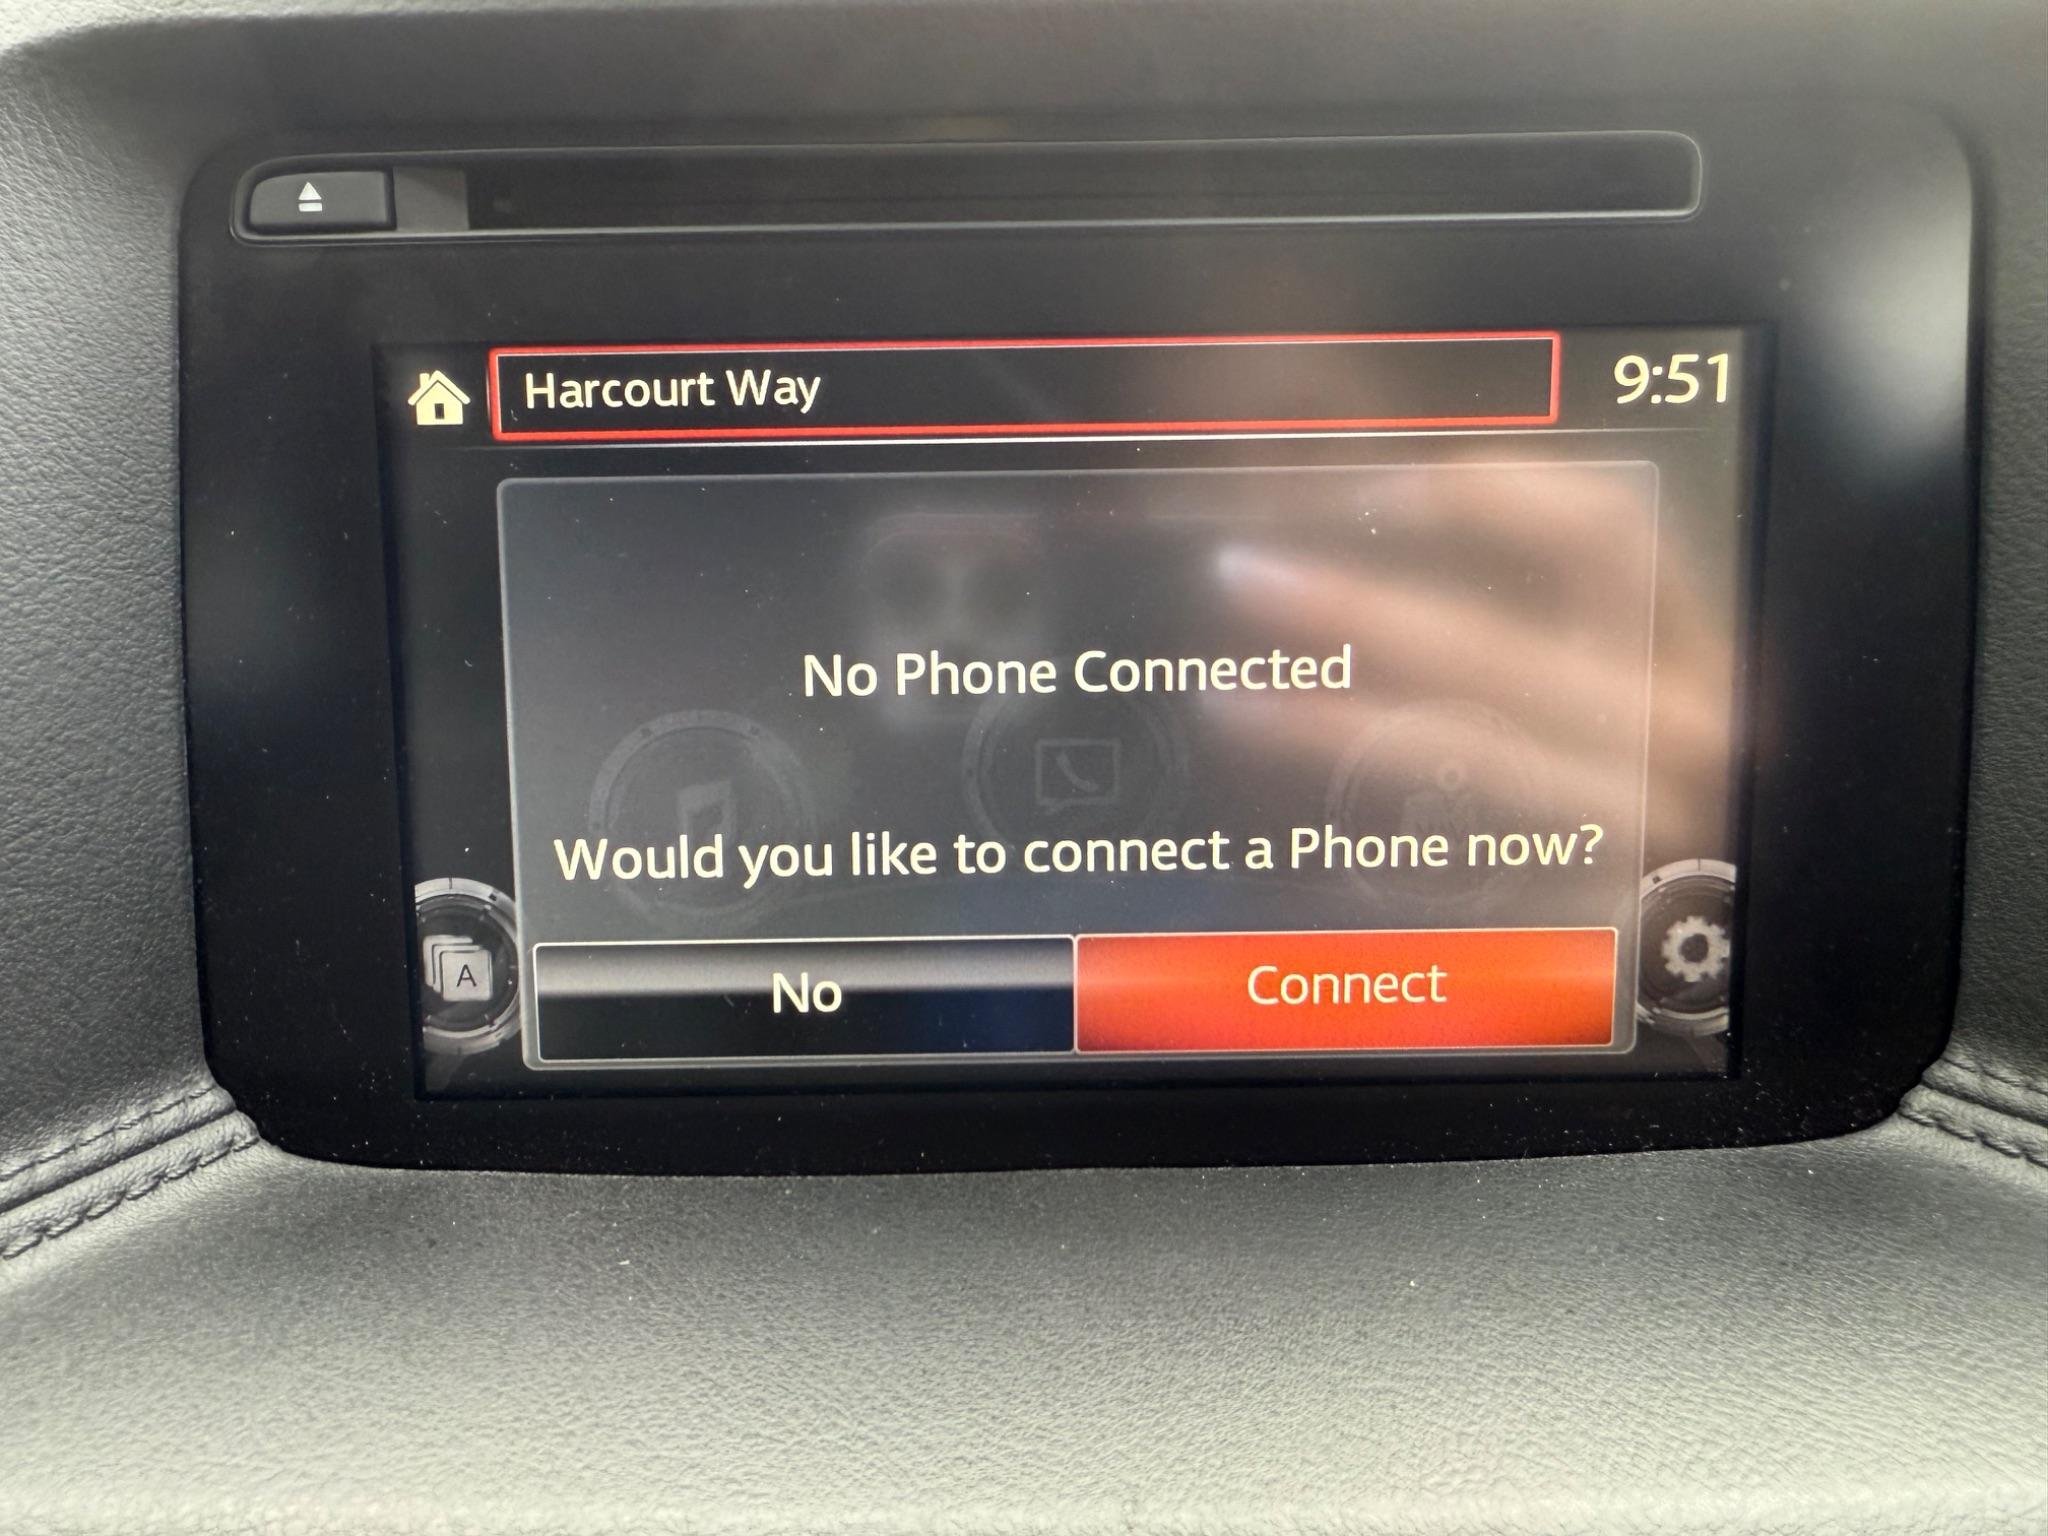 Harcourt Way
9:51
No Phone Connected
Would you like to connect a Phone now?
A
No
Connect